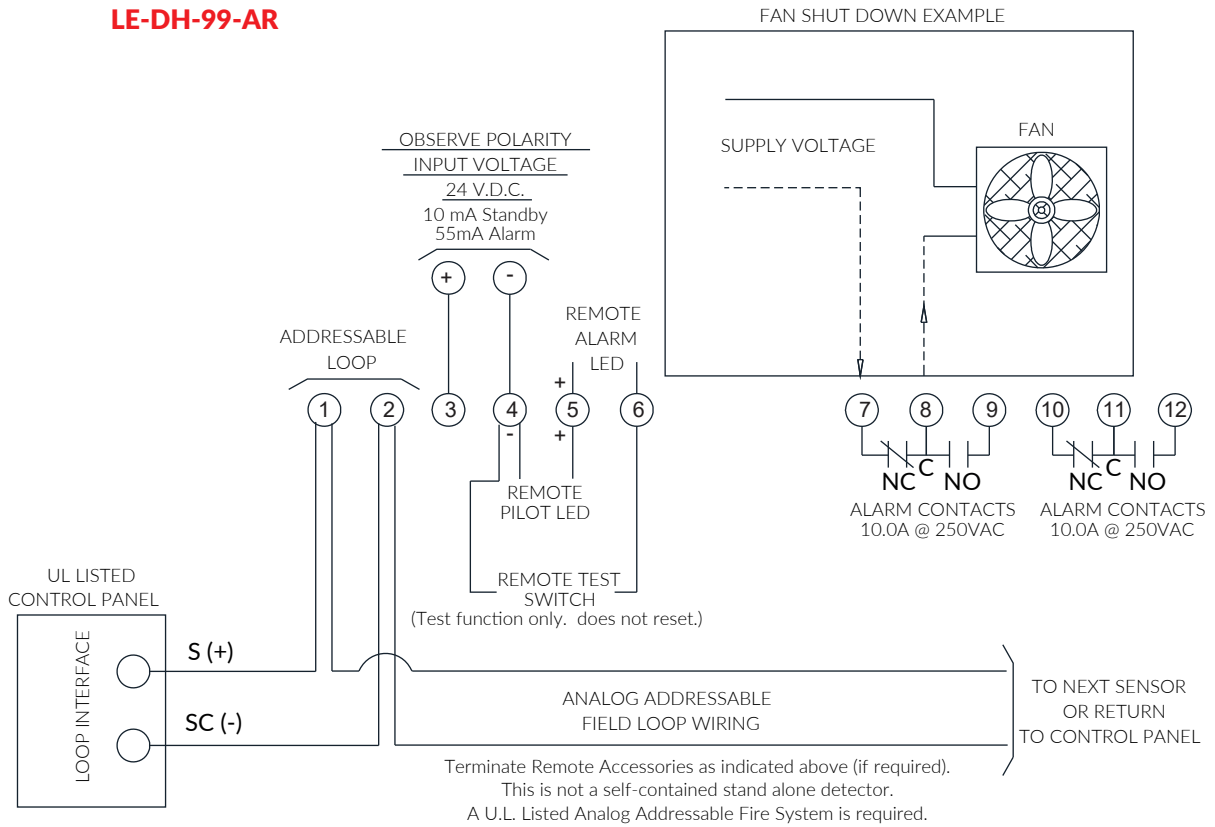 LE-DH-99-AR
FAN SHUT DOWN EXAMPLE
SUPPLY VOLTAGE
FAN
OBSERVE POLARITY
INPUT VOLTAGE
24 V.D.C.
10 mA Standby
55mA Alarm
+ -
ADDRESSABLE
LOOP
REMOTE
ALARM
LED
+
1 2 3 4 5 6 7 8 9 10 11 12
- +
REMOTE
PILOT LED
NC C NO
ALARM CONTACTS
10.0A @ 250VAC
NC C NO
ALARM CONTACTS
10.0A @ 250VAC
REMOTE TEST
SWITCH
(Test function only. does not reset.)
UL LISTED
CONTROL PANEL
LOOP INTERFACE
S (+)
SC (-)
ANALOG ADDRESSABLE
FIELD LOOP WIRING
TO NEXT SENSOR
OR RETURN
TO CONTROL PANEL
Terminate Remote Accessories as indicated above (if required).
This is not a self-contained stand alone detector.
A U.L. Listed Analog Addressable Fire System is required.